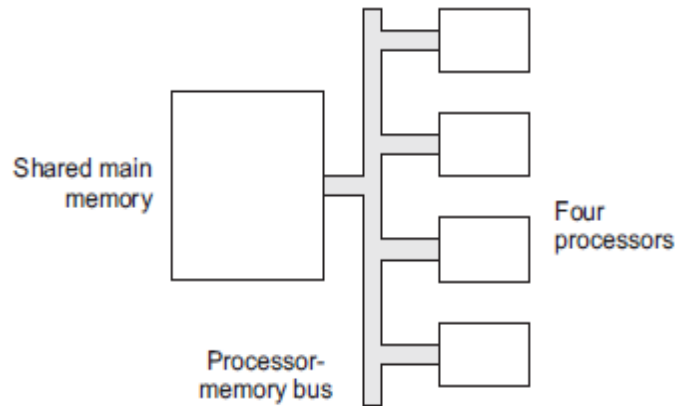 Shared main
memory
Four
processors
Processor-
memory bus